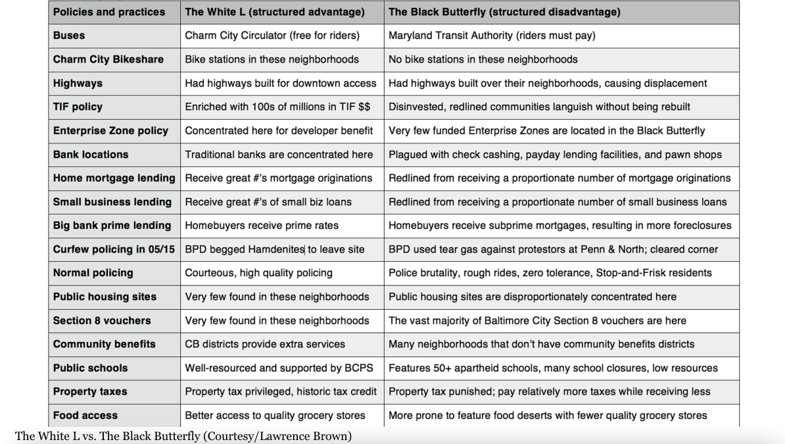 Policies and practices The White L (structured advantage) The Black Butterfly (structured disadvantage)
Buses Charm City Circulator (free for riders) Maryland Transit Authority (riders must pay)
Charm City Bikeshare Bike stations in these neighborhoods No bike stations in these neighborhoods
Highways Had highways built for downtown access Had highways built over their neighborhoods, causing displacement
TIF policy Enriched with 100s of millions in TIF $$ Disinvested, redlined communities languish without being rebuilt
Enterprise Zone policy Concentrated here for developer benefit Very few funded Enterprise Zones are located in the Black Butterfly
Bank locations Traditional banks are concentrated here Plagued with check cashing, payday lending facilities, and pawn shops
Home mortgage lending Receive great #'s mortgage originations Redlined from receiving a proportionate number of mortgage originations
Small business lending Receive great #'s of small biz loans Redlined from receiving a proportionate number of small business loans
Big bank prime lending Homebuyers receive prime rates Homebuyers receive subprime mortgages, resulting in more foreclosures
Curfew policing in 05/15 BPD begged Hamdenites to leave site BPD used tear gas against protestors at Penn & North; cleared corner
Normal policing Courteous, high quality policing Police brutality, rough rides, zero tolerance, Stop-and-Frisk residents
Public housing sites Very few found in these neighborhoods Public housing sites are disproportionately concentrated here
Section 8 vouchers Very few found in these neighborhoods The vast majority of Baltimore City Section 8 vouchers are here
Community benefits CB districts provide extra services Many neighborhoods that don't have community benefits districts
Public schools Well-resourced and supported by BCPS Features 50+ apartheid schools, many school closures, low resources
Property taxes Property tax privileged, historic tax credit Property tax punished; pay relatively more taxes while receiving less
Food access Better access to quality grocery stores More prone to feature food deserts with fewer quality grocery stores
The White L vs. The Black Butterfly (Courtesy/Lawrence Brown)